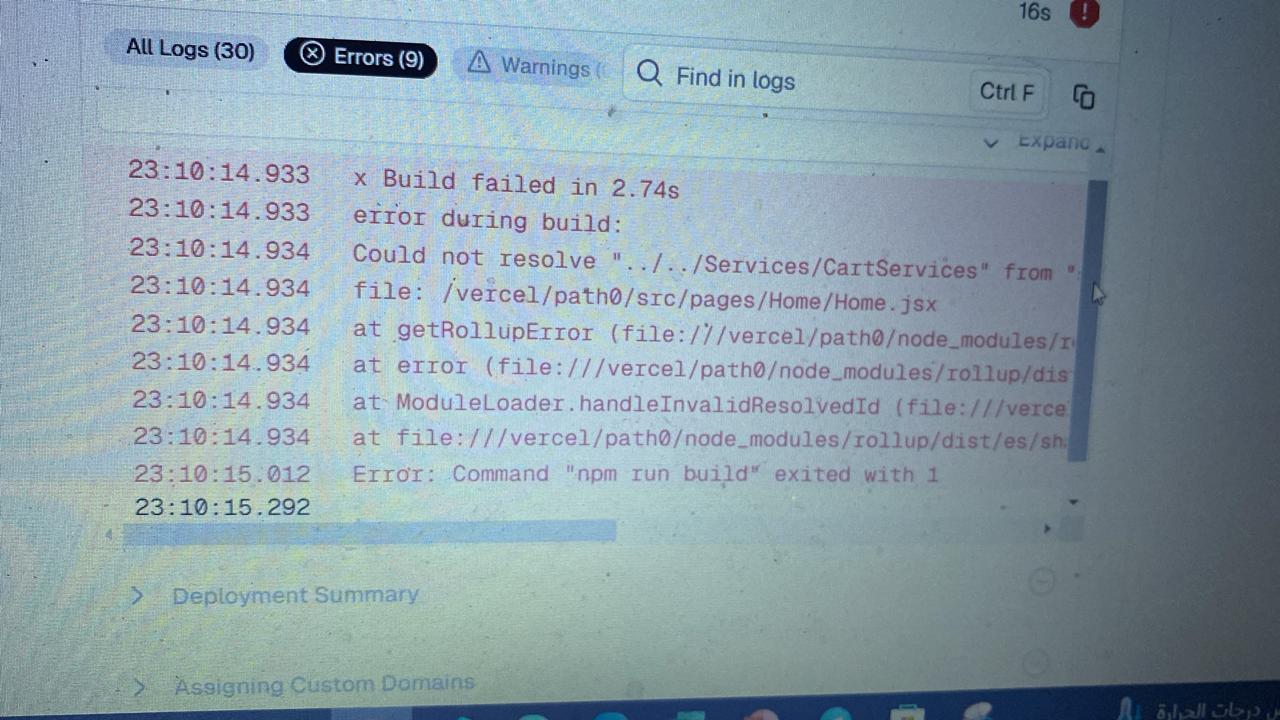 16s
All Logs (30)
Errors (9)
Warnings (
Find in logs
Ctrl F
Expand
23:10:14.933 x Build failed in 2.74s
23:10:14.933 error during build:
23:10:14.934 Could not resolve "../../Services/CartServices" from "
23:10:14.934 file: /vercel/path0/src/pages/Home/Home.jsx
23:10:14.934 at getRollupError (file:///vercel/path0/node_modules/r
23:10:14.934 at error (file:///vercel/path0/node_modules/rollup/dis
23:10:14.934 at ModuleLoader.handleInvalidResolvedId (file:///verce
23:10:14.934 at file:///vercel/path0/node_modules/rollup/dist/es/sh
23:10:15.012 Error: Command "npm run build" exited with 1
23:10:15.292
Deployment Summary
Assigning Custom Domains
درجات الحرارة